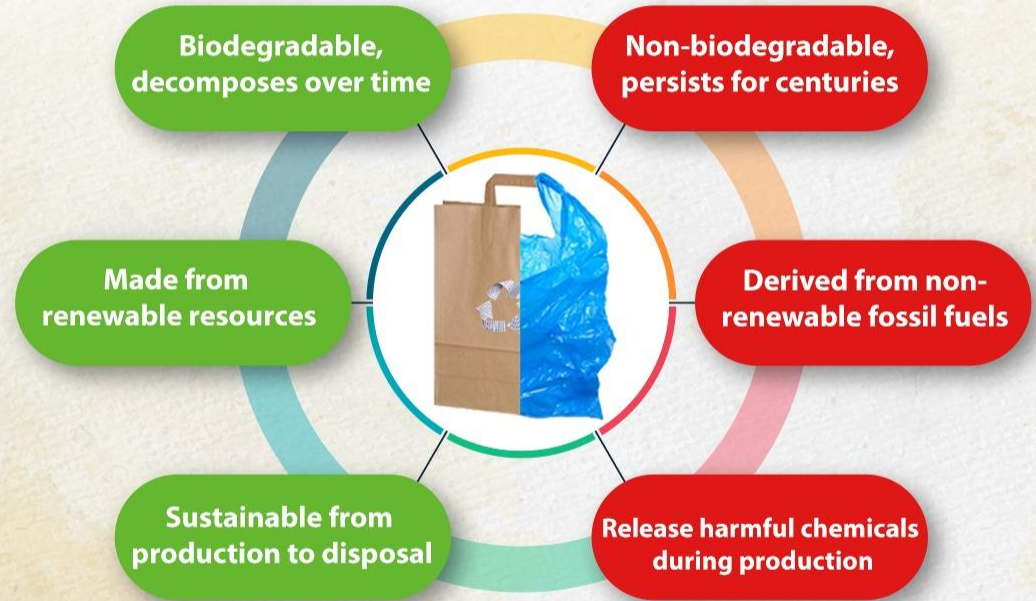 Biodegradable,
decomposes over time
Non-biodegradable,
persists for centuries
Made from
renewable resources
Derived from non-
renewable fossil fuels
Sustainable from
production to disposal
Release harmful chemicals
during production